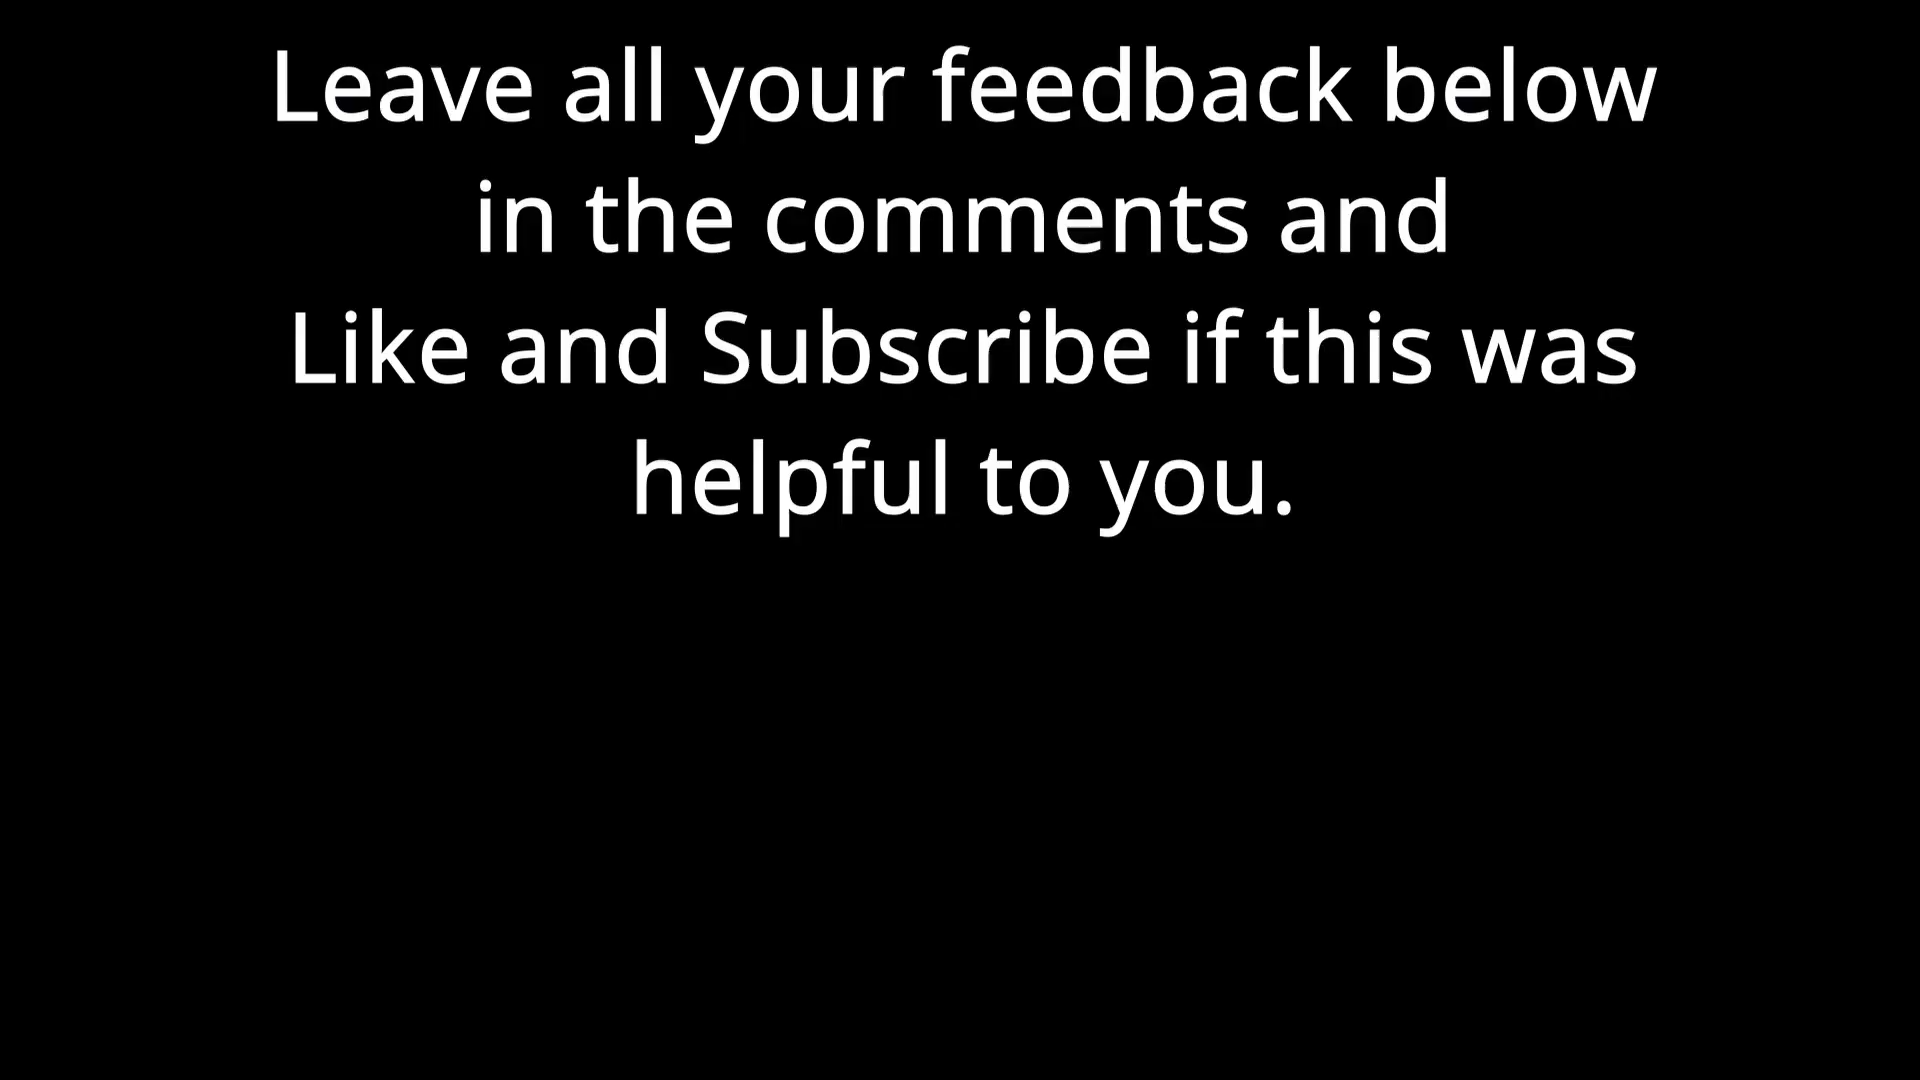 Leave all your feedback below
in the comments and
Like and Subscribe if this was
helpful to you.